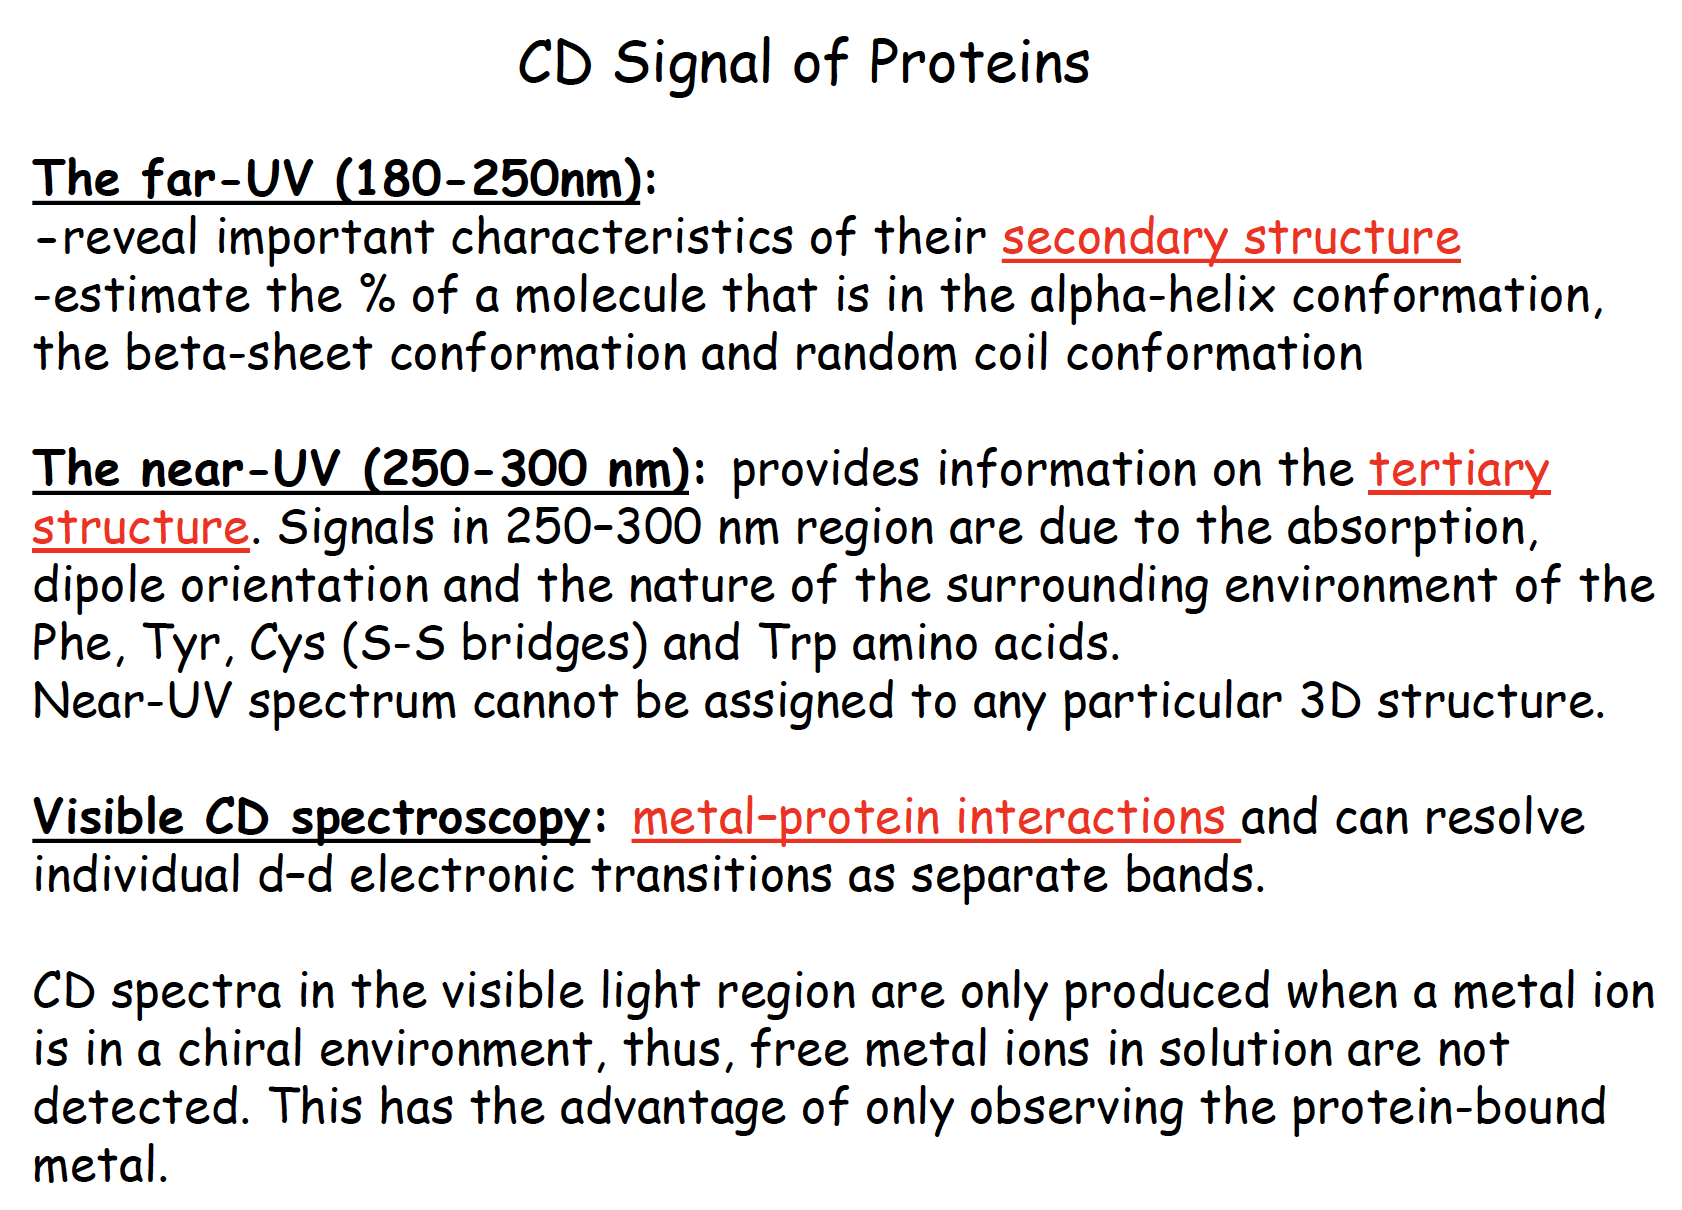 CD Signal of Proteins
The far-UV (180-250nm):
-reveal important characteristics of their secondary structure
-estimate the % of a molecule that is in the alpha-helix conformation,
the beta-sheet conformation and random coil conformation
The near-UV (250-300 nm): provides information on the tertiary
structure. Signals in 250–300 nm region are due to the absorption,
dipole orientation and the nature of the surrounding environment of the
Phe, Tyr, Cys (S-S bridges) and Trp amino acids.
Near-UV spectrum cannot be assigned to any particular 3D structure.
Visible CD spectroscopy: metal–protein interactions and can resolve
individual d–d electronic transitions as separate bands.
CD spectra in the visible light region are only produced when a metal ion
is in a chiral environment, thus, free metal ions in solution are not
detected. This has the advantage of only observing the protein-bound
metal.